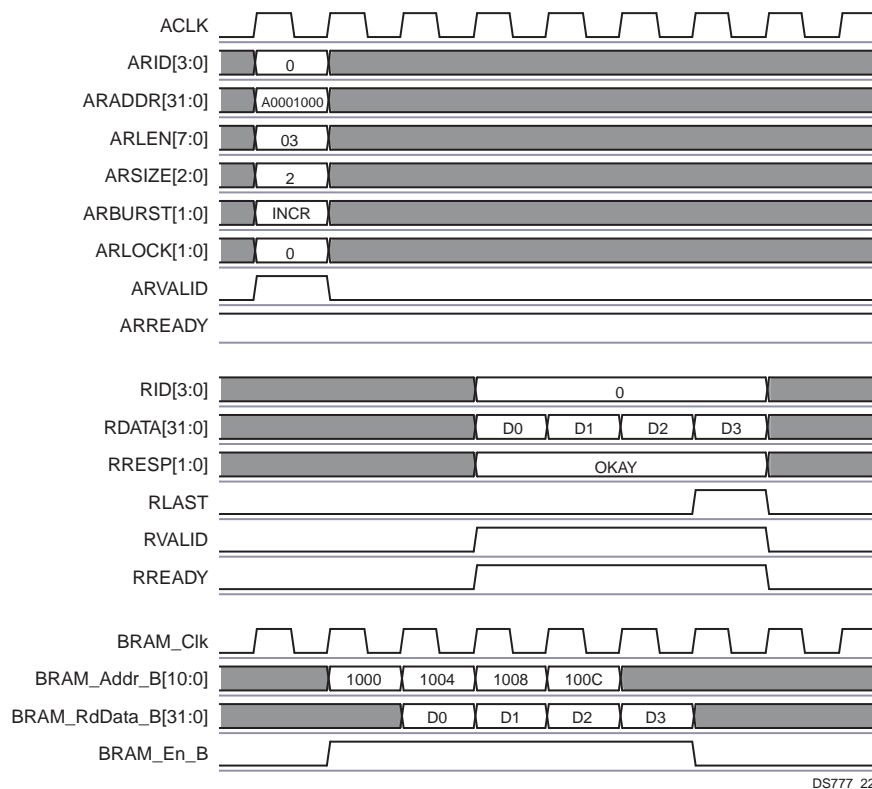 ACLK
ARID[3:0] 0
ARADDR[31:0] A0001000
ARLEN[7:0] 03
ARSIZE[2:0] 2
ARBURST[1:0] INCR
ARLOCK[1:0] 0
ARVALID
ARREADY
RID[3:0] 0
RDATA[31:0] D0 D1 D2 D3
RRESP[1:0] OKAY
RLAST
RVALID
RREADY
BRAM_Clk
BRAM_Addr_B[10:0] 1000 1004 1008 100C
BRAM_RdData_B[31:0] D0 D1 D2 D3
BRAM_En_B
DS777_22